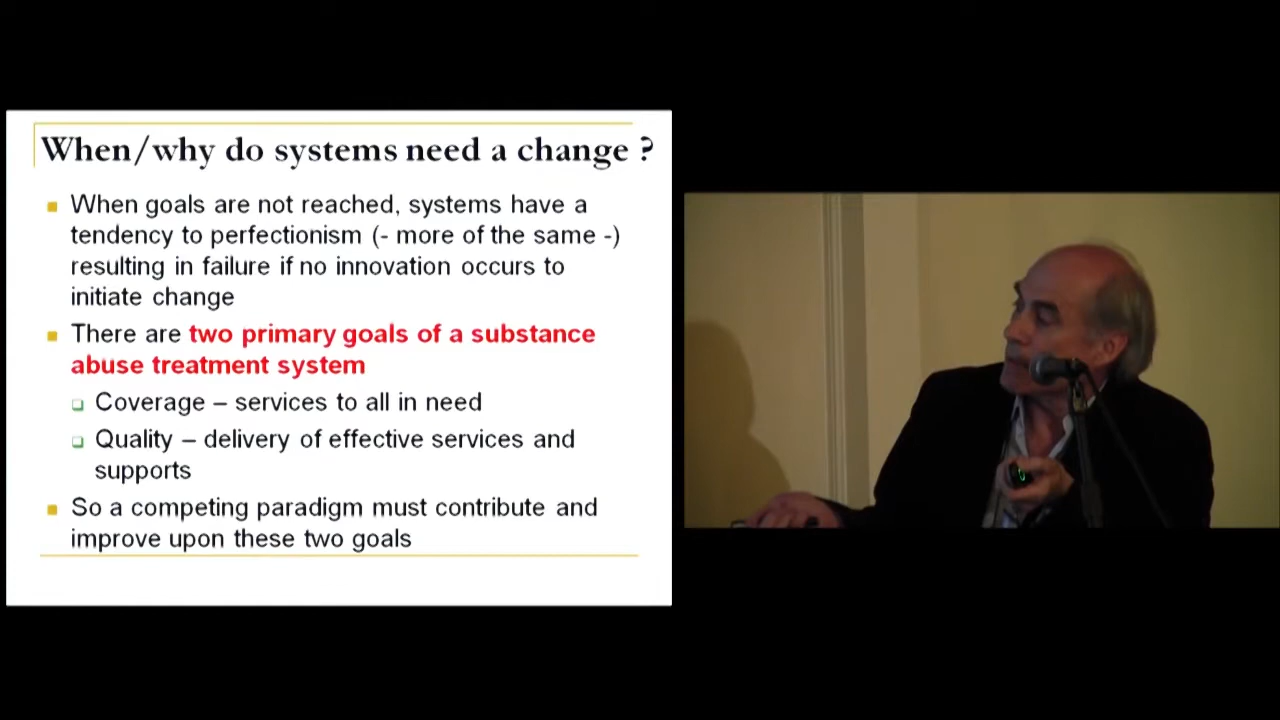 When/why do systems need a change ?
When goals are not reached, systems have a
tendency to perfectionism (- more of the same -)
resulting in failure if no innovation occurs to
initiate change
There are two primary goals of a substance
abuse treatment system
Coverage – services to all in need
Quality – delivery of effective services and
supports
So a competing paradigm must contribute and
improve upon these two goals